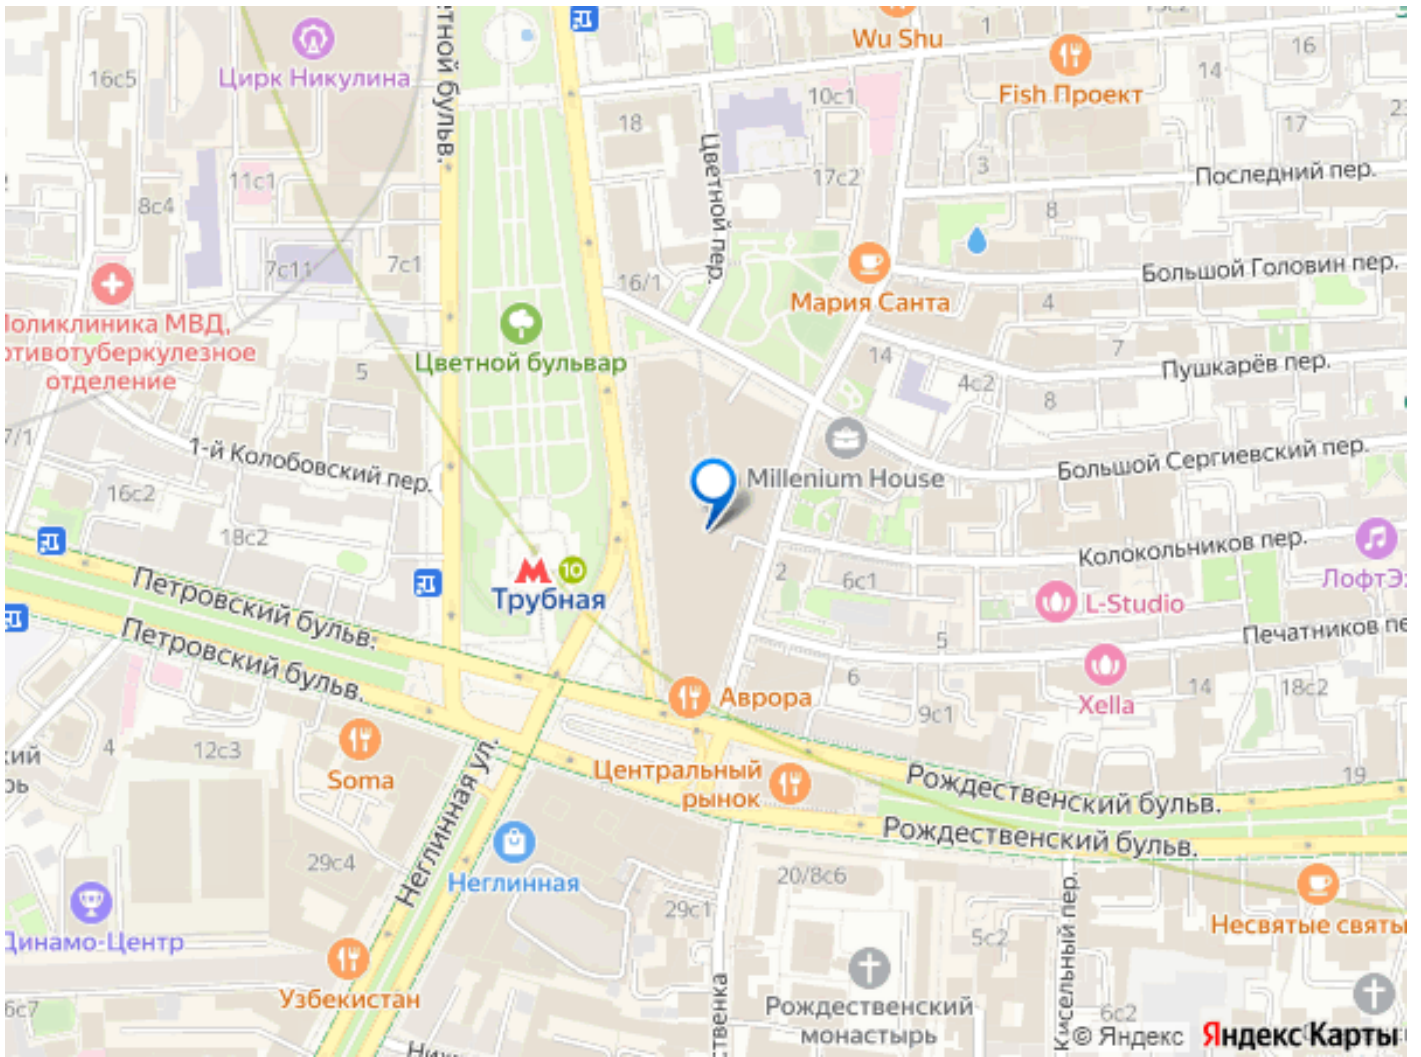 Wu Shu
1
16
Цирк Никулина
16с5
Fish Проект
14
10с1
18
17
Цветной пер.
3
Последний пер.
11с1
17с2
8с4
8
7с11
7с1
16/1
Большой Головин пер.
Мария Санта
4
Поликлиника МВД,
отделение
Цветной бульвар
5
14
7
Пушкарёв пер.
4с2
8
7/1
1-й Колобовский пер.
Millenium House
Большой Сергиевский пер.
16с2
18с2
Колокольников пер.
Трубная
10
2
6с1
L-Studio
Петровский бульв.
Петровский бульв.
5
Печатников
Xella
6
14
18с2
Аврора
9с1
4
12с3
Soma
Центральный
рынок
Рождественский бульв.
19
Рождественский бульв.
Неглинная ул.
29с4
Неглинная
20/8с6
29с1
Динамо-Центр
5с2
Кисельный пер.
Несвятые святы
Узбекистан
Рождественский
монастырь
6с2
6с7
© Яндекс Яндекс Карты